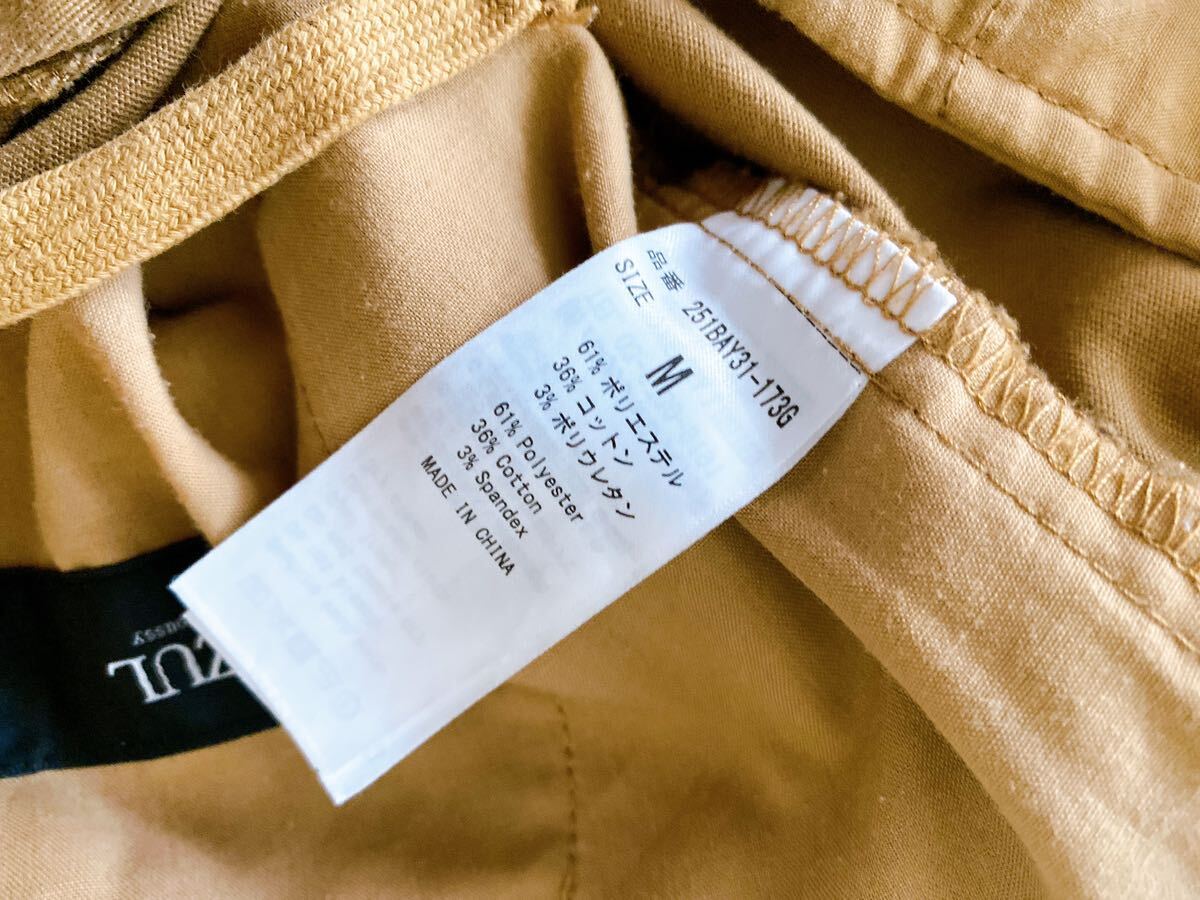 品番 251BAY31-173G
SIZE
M
61% ポリエステル
36% コットン
3% ポリウレタン
61% Polyester
36% Cotton
3% Spandex
MADE IN CHINA
ZUL
ussy